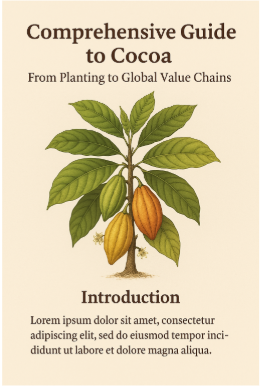 Comprehensive Guide
to Cocoa
From Planting to Global Value Chains
Introduction
Lorem ipsum dolor sit amet, consectetur
adipiscing elit, sed do eiusmod tempor inci-
didunt ut labore et dolore magna aliqua.